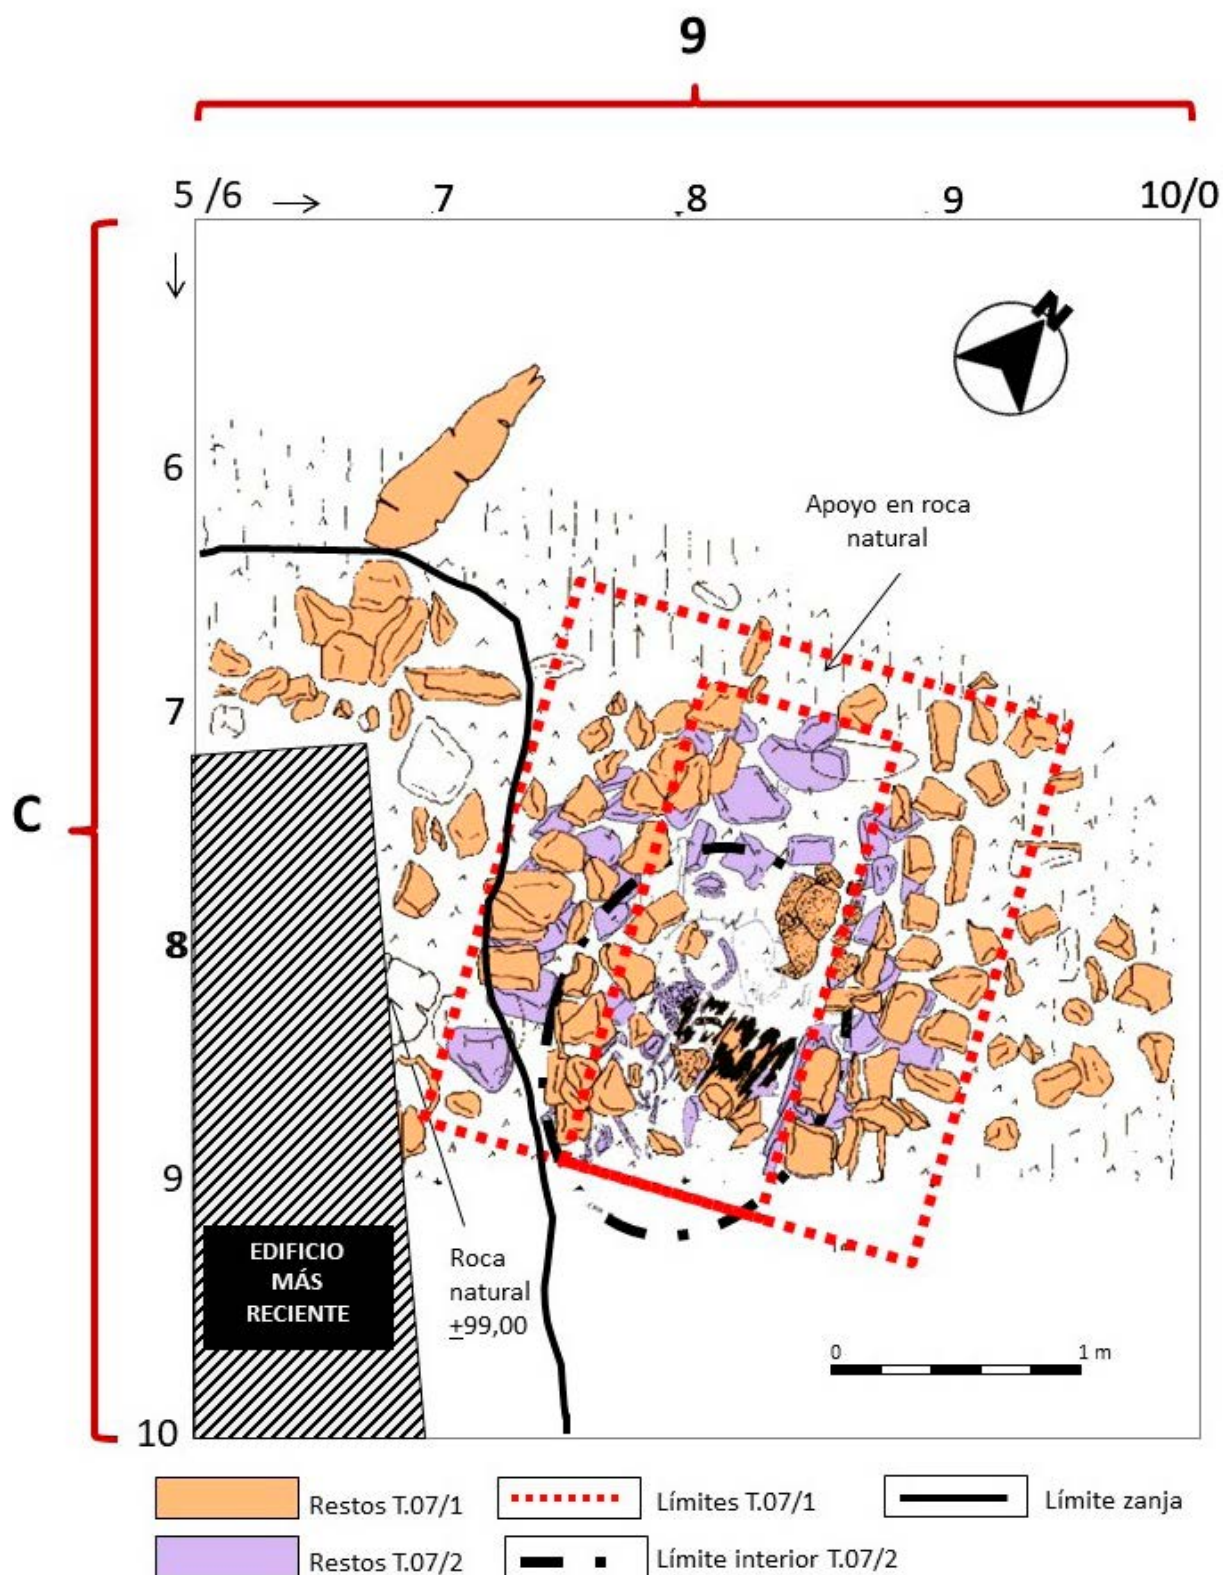 9
5 /6
7
8
9
10/0
N
C
6
7
8
9
10
Apoyo en roca
natural
EDIFICIO
MÁS
RECIENTE
Roca
natural
±99,00
0
1 m
Restos T.07/1
Límites T.07/1
Límite zanja
Restos T.07/2
Límite interior T.07/2